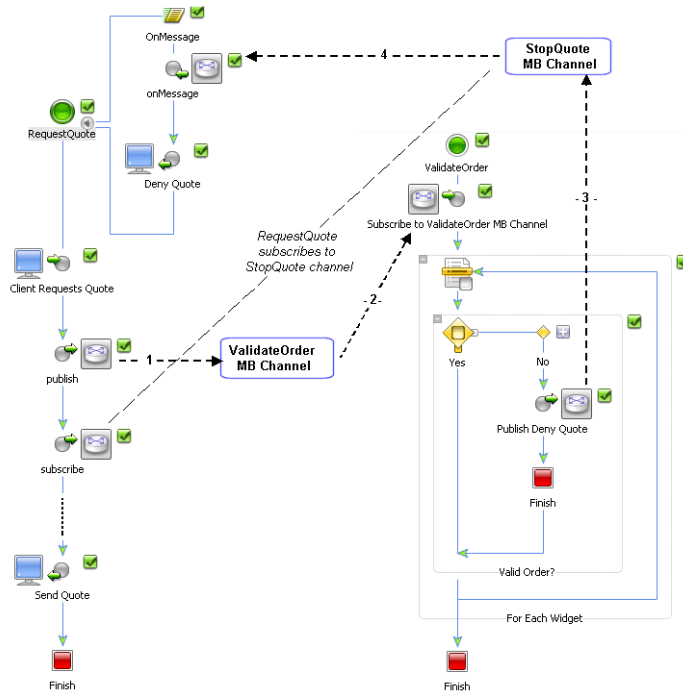 OnMessage
onMessage
Deny Quote
RequestQuote
Client Requests Quote
publish
subscribe
Send Quote
Finish
1
ValidateOrder
MB Channel
- 2 -
RequestQuote
subscribes to
StopQuote channel
4
StopQuote
MB Channel
- 3 -
ValidateOrder
Subscribe to ValidateOrder MB Channel
Yes
No
Publish Deny Quote
Finish
Valid Order?
For Each Widget
Finish